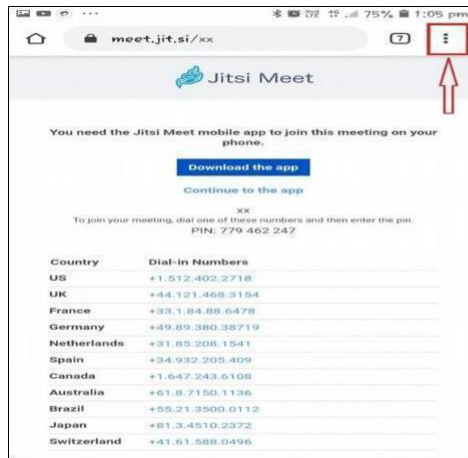 75% 1:05 pm
meet.jit.si/xx
?
Jitsi Meet
You need the Jitsi Meet mobile app to join this meeting on your
phone.
Download the app
Continue to the app
xx
To join your meeting, dial one of these numbers and then enter the pin.
PIN: 779 462 247
Country Dial-in Numbers
US +1.512.402.2718
UK +44.121.468.3154
France +33.1.84.88.6478
Germany +49.89.380.38719
Netherlands +31.85.208.1541
Spain +34.932.205.409
Canada +1.647.243.6108
Australia +61.8.7150.1136
Brazil +55.21.3500.0112
Japan +81.3.4510.2372
Switzerland +41.61.588.0496